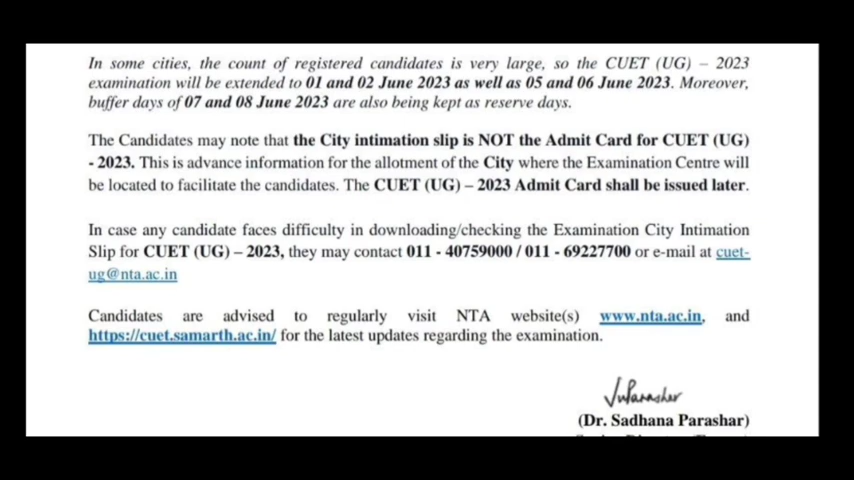 In some cities, the count of registered candidates is very large, so the CUET (UG) – 2023
examination will be extended to 01 and 02 June 2023 as well as 05 and 06 June 2023. Moreover,
buffer days of 07 and 08 June 2023 are also being kept as reserve days.
The Candidates may note that the City intimation slip is NOT the Admit Card for CUET (UG)
- 2023. This is advance information for the allotment of the City where the Examination Centre will
be located to facilitate the candidates. The CUET (UG) – 2023 Admit Card shall be issued later.
In case any candidate faces difficulty in downloading/checking the Examination City Intimation
Slip for CUET (UG) – 2023, they may contact 011 - 40759000 / 011 - 69227700 or e-mail at cuet-
ug@nta.ac.in
Candidates are advised to regularly visit NTA website(s) www.nta.ac.in, and
https://cuet.samarth.ac.in/ for the latest updates regarding the examination.
(Dr. Sadhana Parashar)